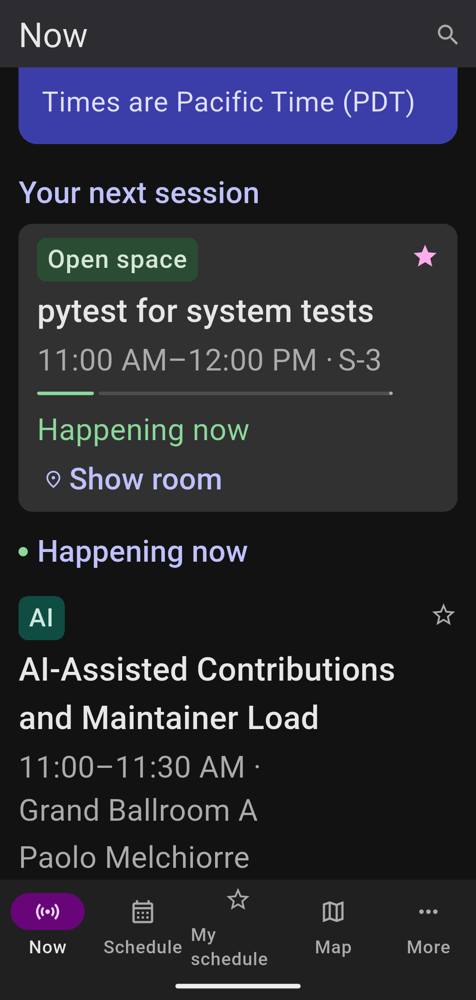 Now
Times are Pacific Time (PDT)
Your next session
Open space
pytest for system tests
11:00 AM–12:00 PM · S-3
Happening now
Show room
Happening now
AI
AI-Assisted Contributions
and Maintainer Load
11:00–11:30 AM ·
Grand Ballroom A
Paolo Melchiorre
Now
Schedule
My
schedule
Map
More